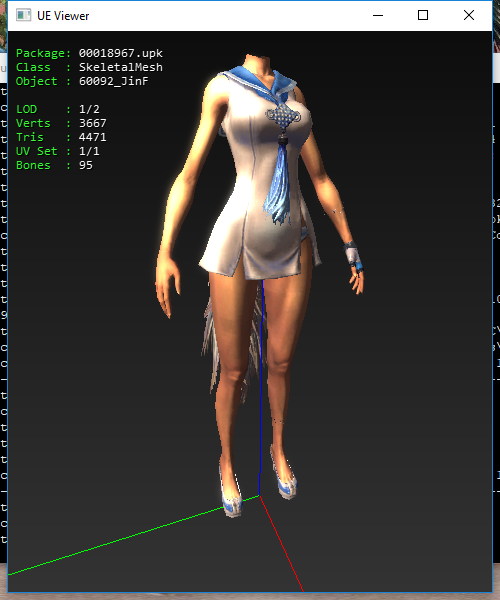 UE Viewer
Package: 00018967.upk
Class : SkeletalMesh
Object : 60092_JinF
LOD : 1/2
Verts : 3667
Tris : 4471
UV Set : 1/1
Bones : 95